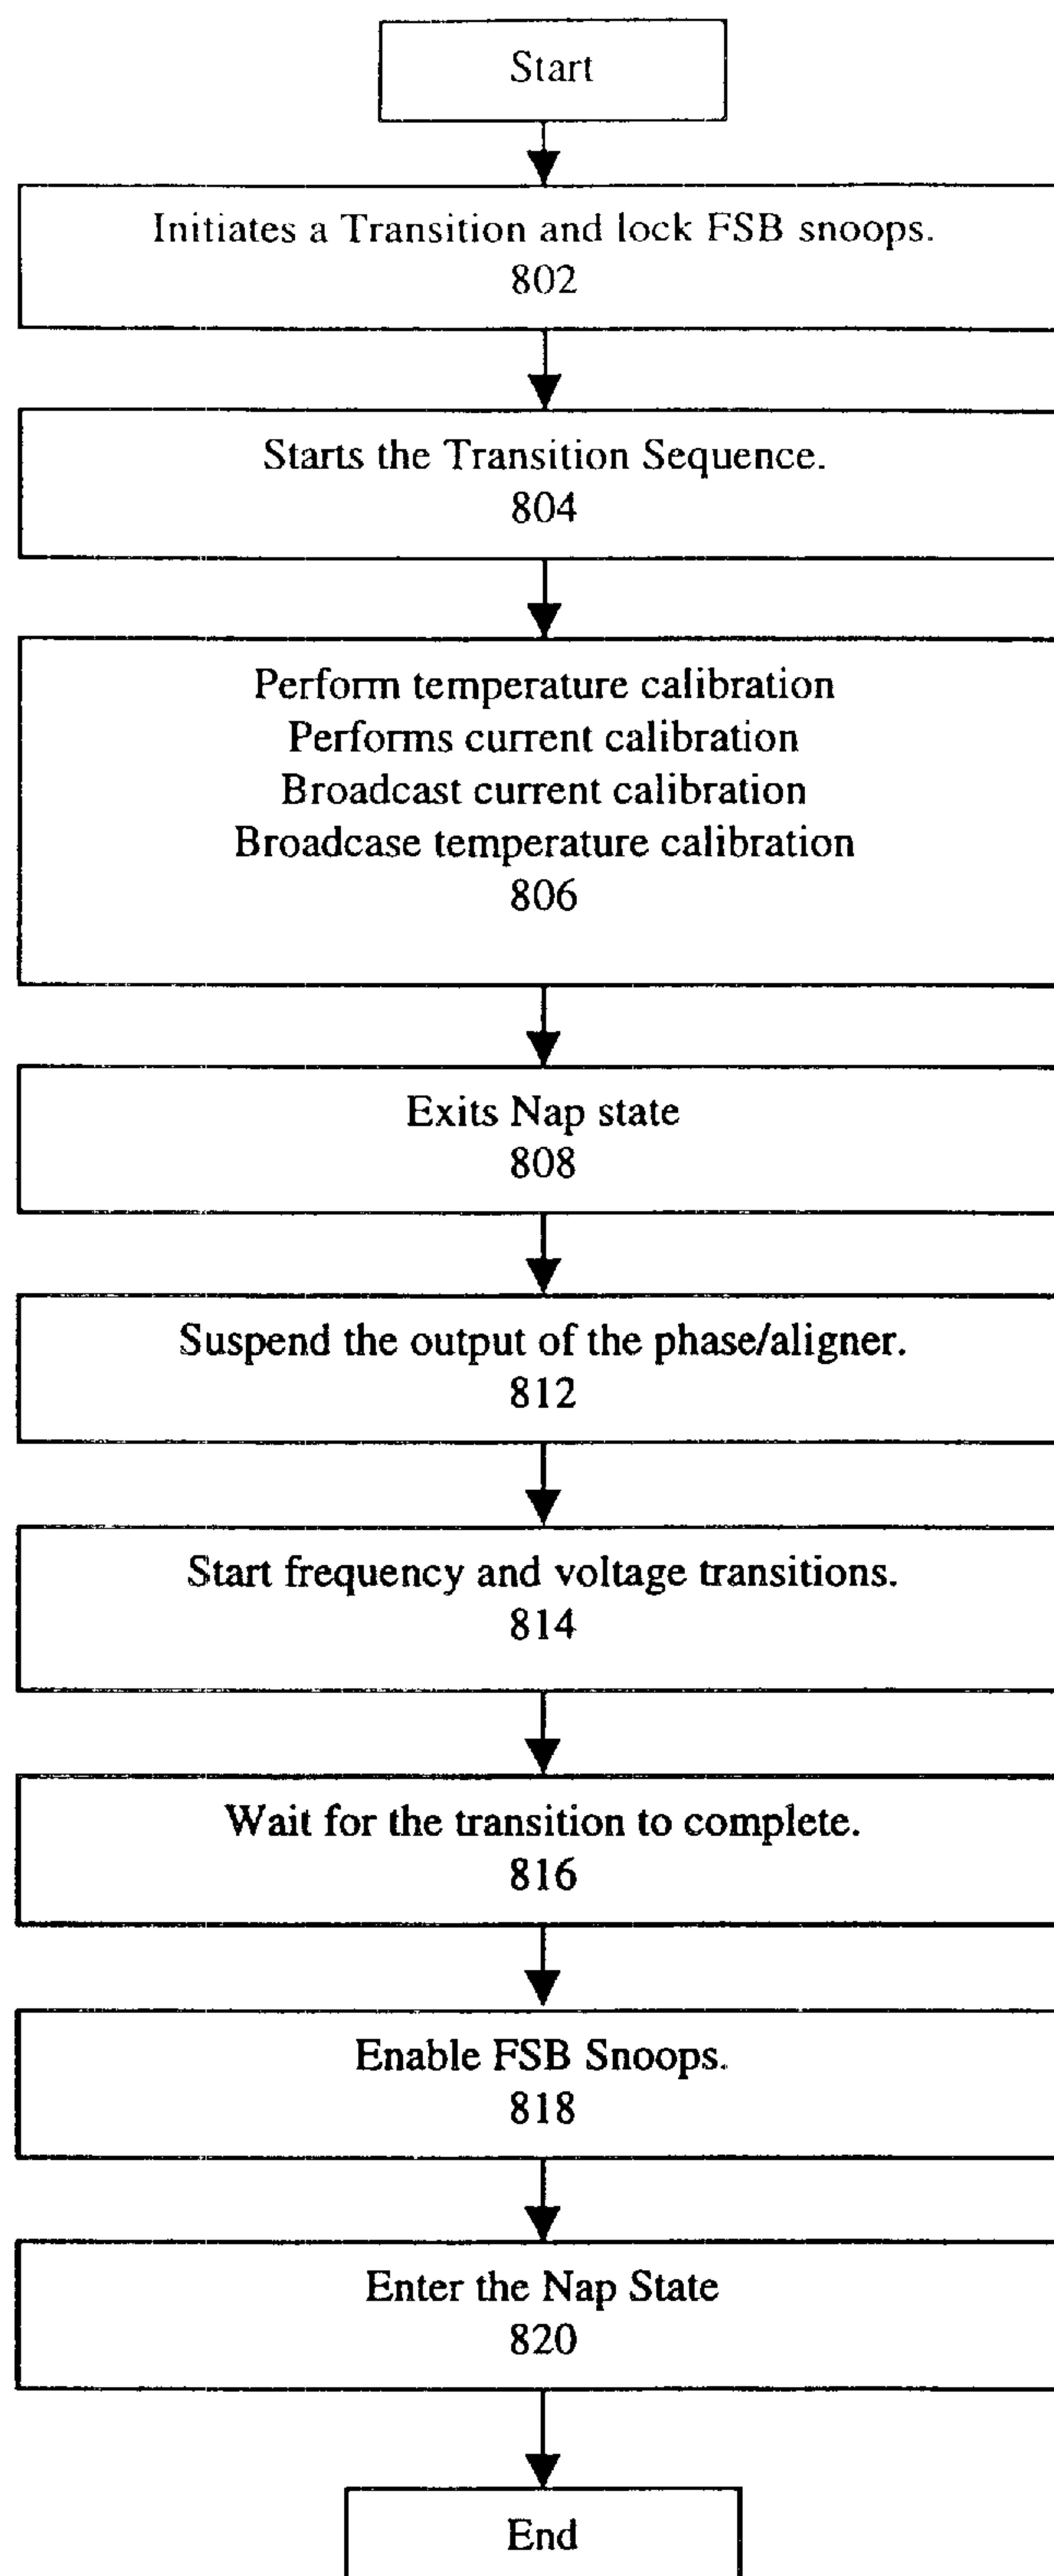 Start
Initiates a Transition and lock FSB snoops.
802
Starts the Transition Sequence.
804
Perform temperature calibration
Performs current calibration
Broadcast current calibration
Broadcase temperature calibration
806
Exits Nap state
808
Suspend the output of the phase/aligner.
812
Start frequency and voltage transitions.
814
Wait for the transition to complete.
816
Enable FSB Snoops.
818
Enter the Nap State
820
End